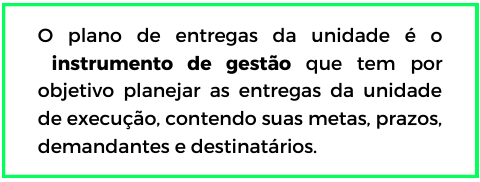 O plano de entregas da unidade é o
instrumento de gestão que tem por
objetivo planejar as entregas da unidade
de execução, contendo suas metas, prazos,
demandantes e destinatários.